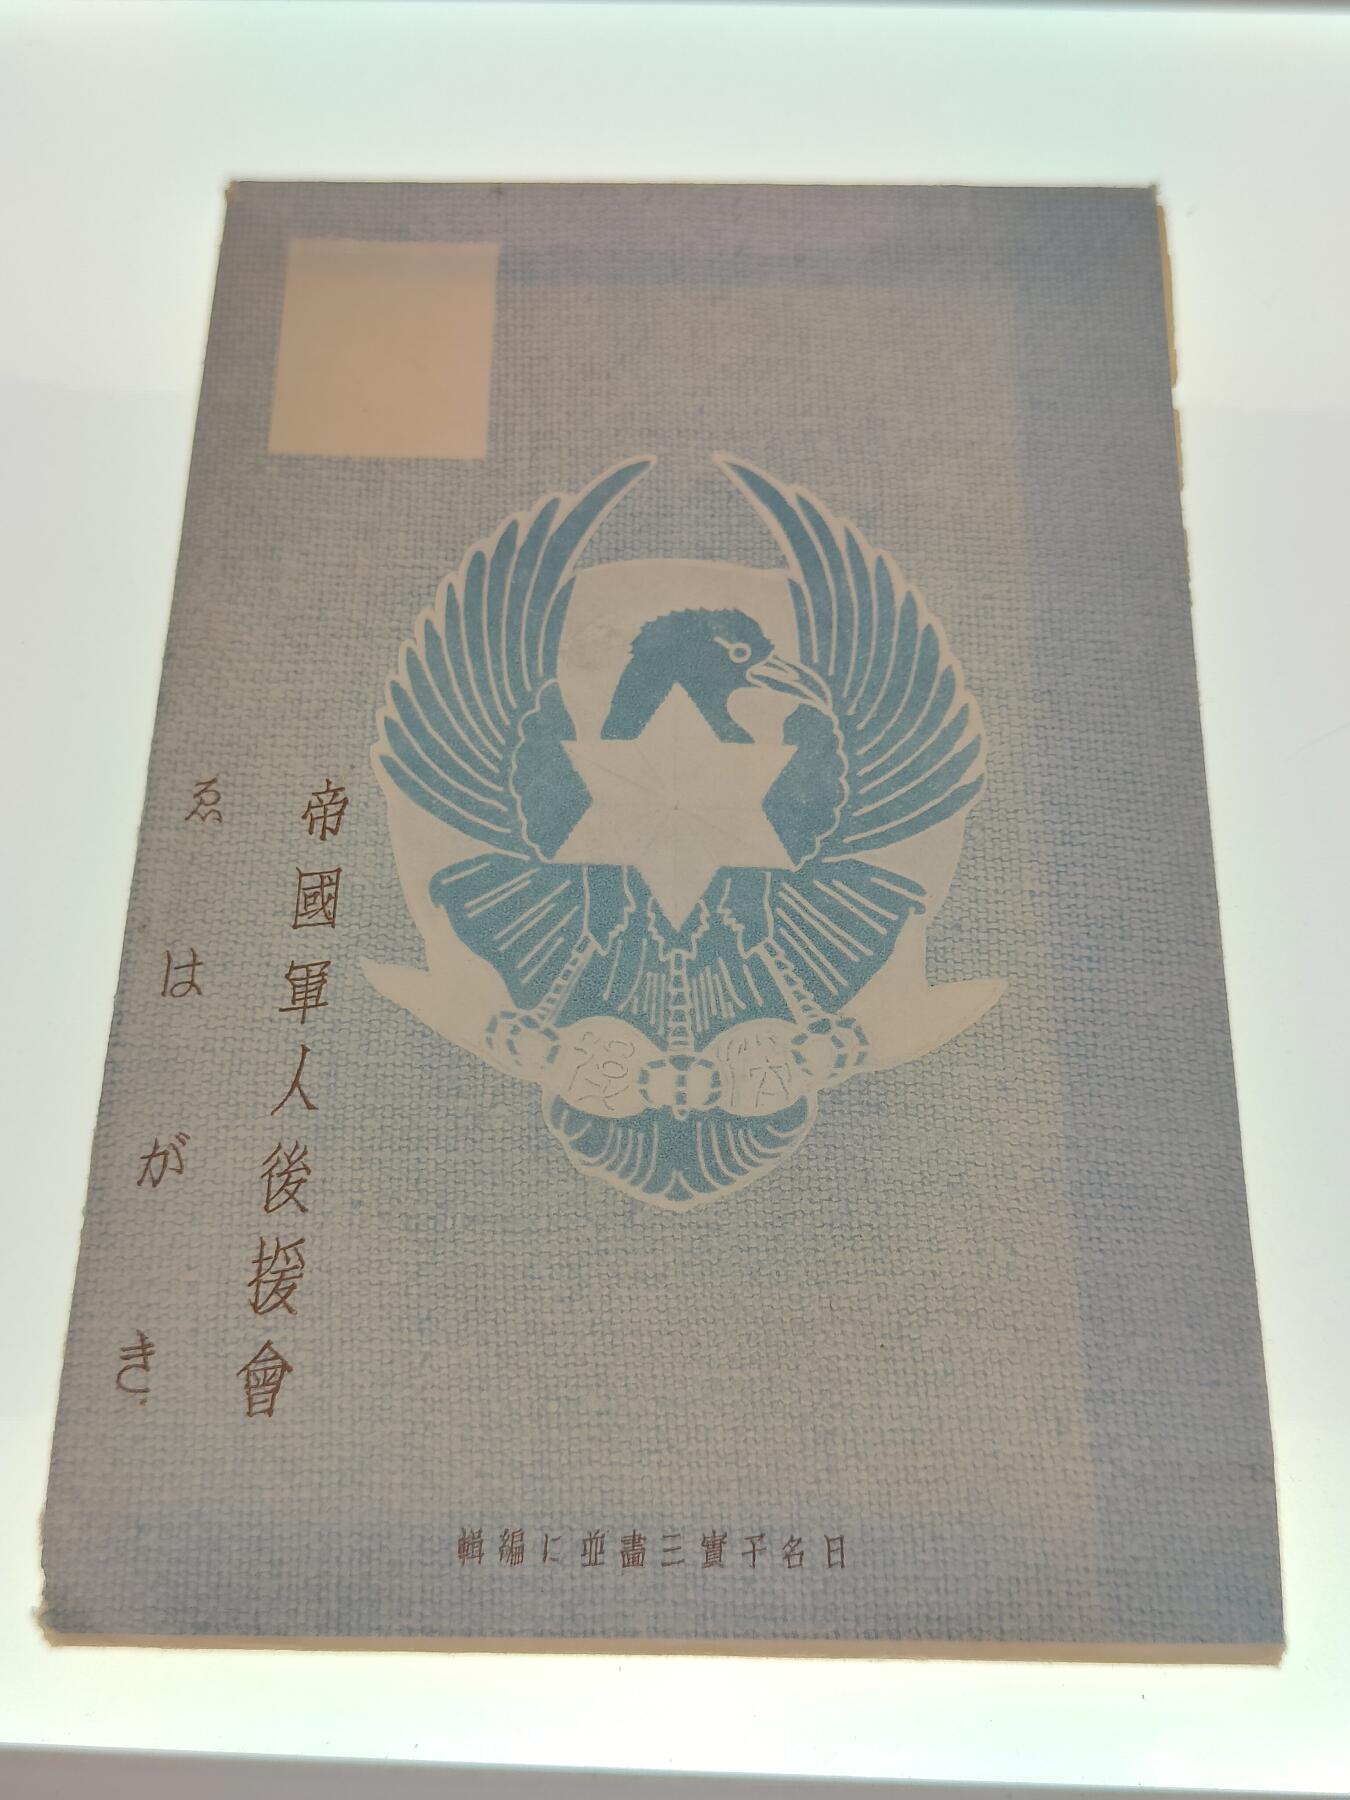 帝國軍人後援會
ゑはがき
日名子實三畵並に編輯